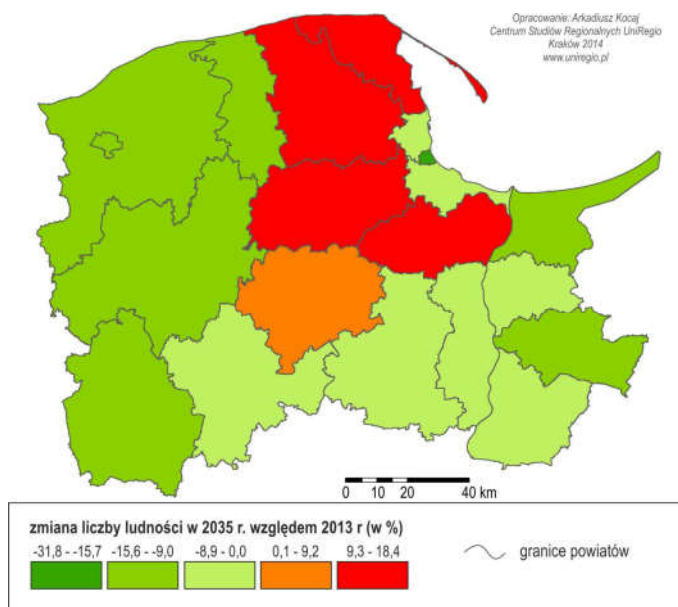 Opracowanie: Arkadiusz Kocaj
Centrum Studiów Regionalnych UniRegio
Kraków 2014
www.uniregio.pl
0 10 20 40 km
zmiana liczby ludności w 2035 r. względem 2013 r (w %)
-31,8 - -15,7 -15,6 - -9,0 -8,9 - 0,0 0,1 - 9,2 9,3 - 18,4
granice powiatów